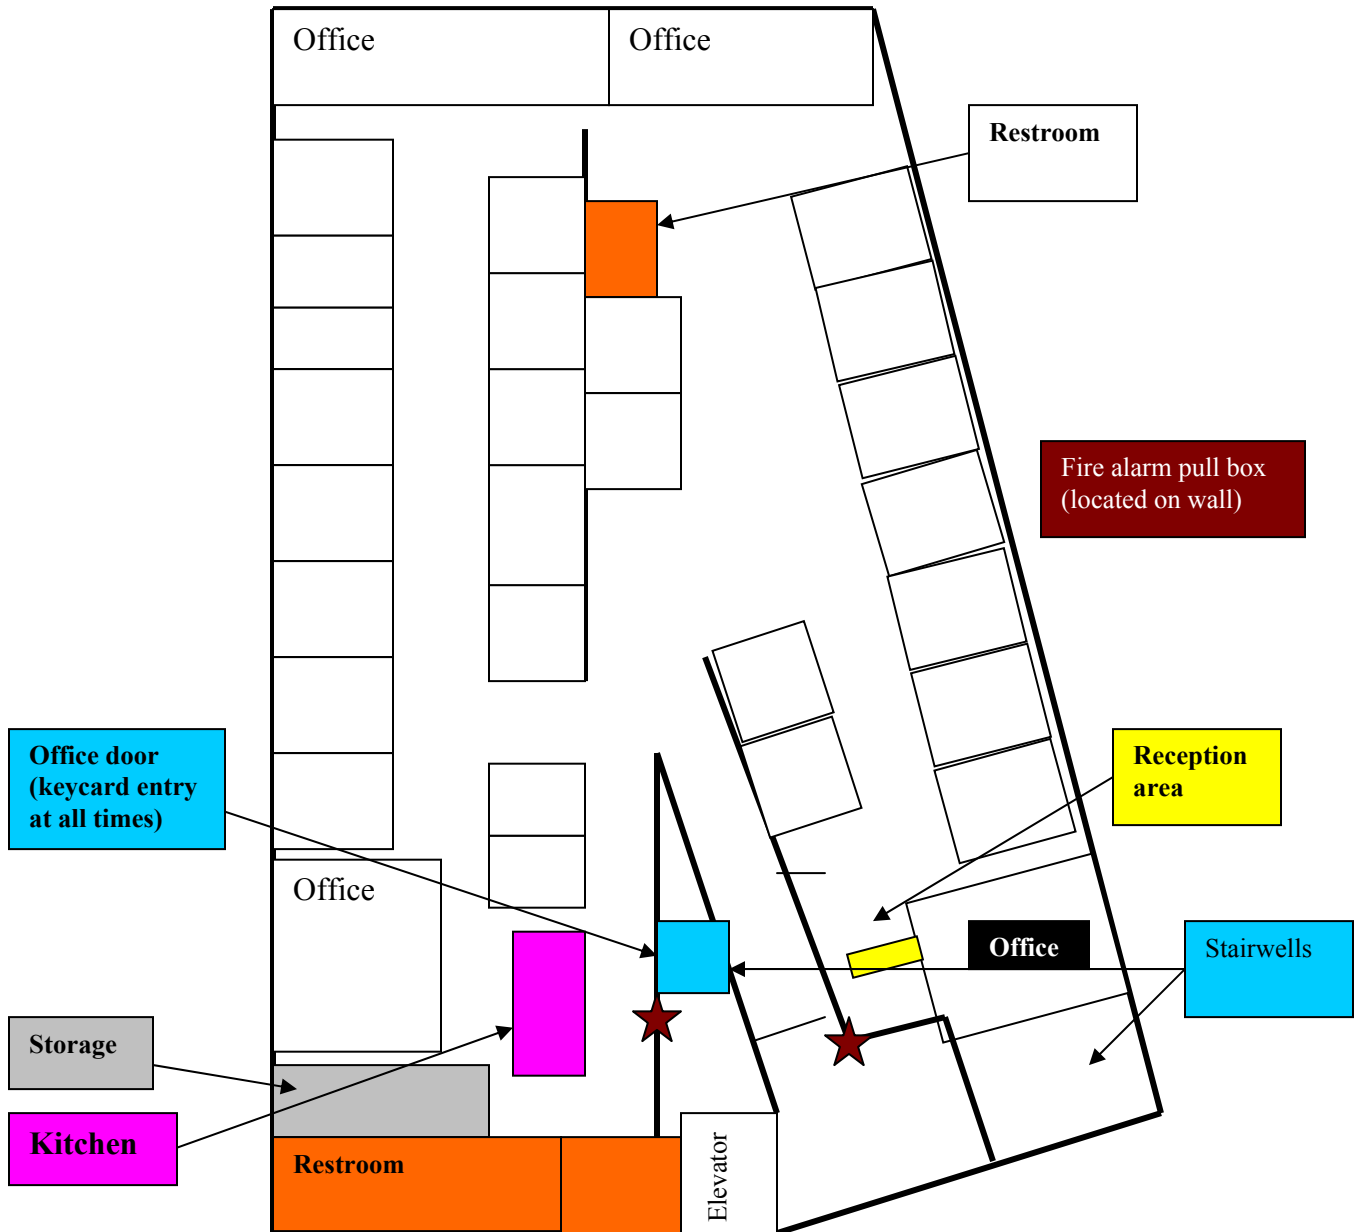 Office
Office
Restroom
Fire alarm pull box
(located on wall)
Office door
(keycard entry
at all times)
Reception
area
Office
Office
Stairwells
Storage
Kitchen
Restroom
Elevator